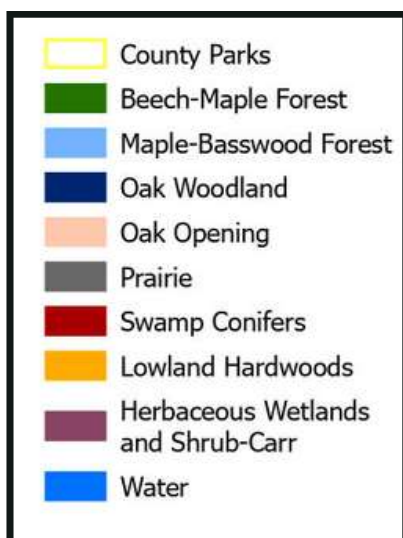 County Parks
Beech-Maple Forest
Maple-Basswood Forest
Oak Woodland
Oak Opening
Prairie
Swamp Conifers
Lowland Hardwoods
Herbaceous Wetlands
and Shrub-Carr
Water